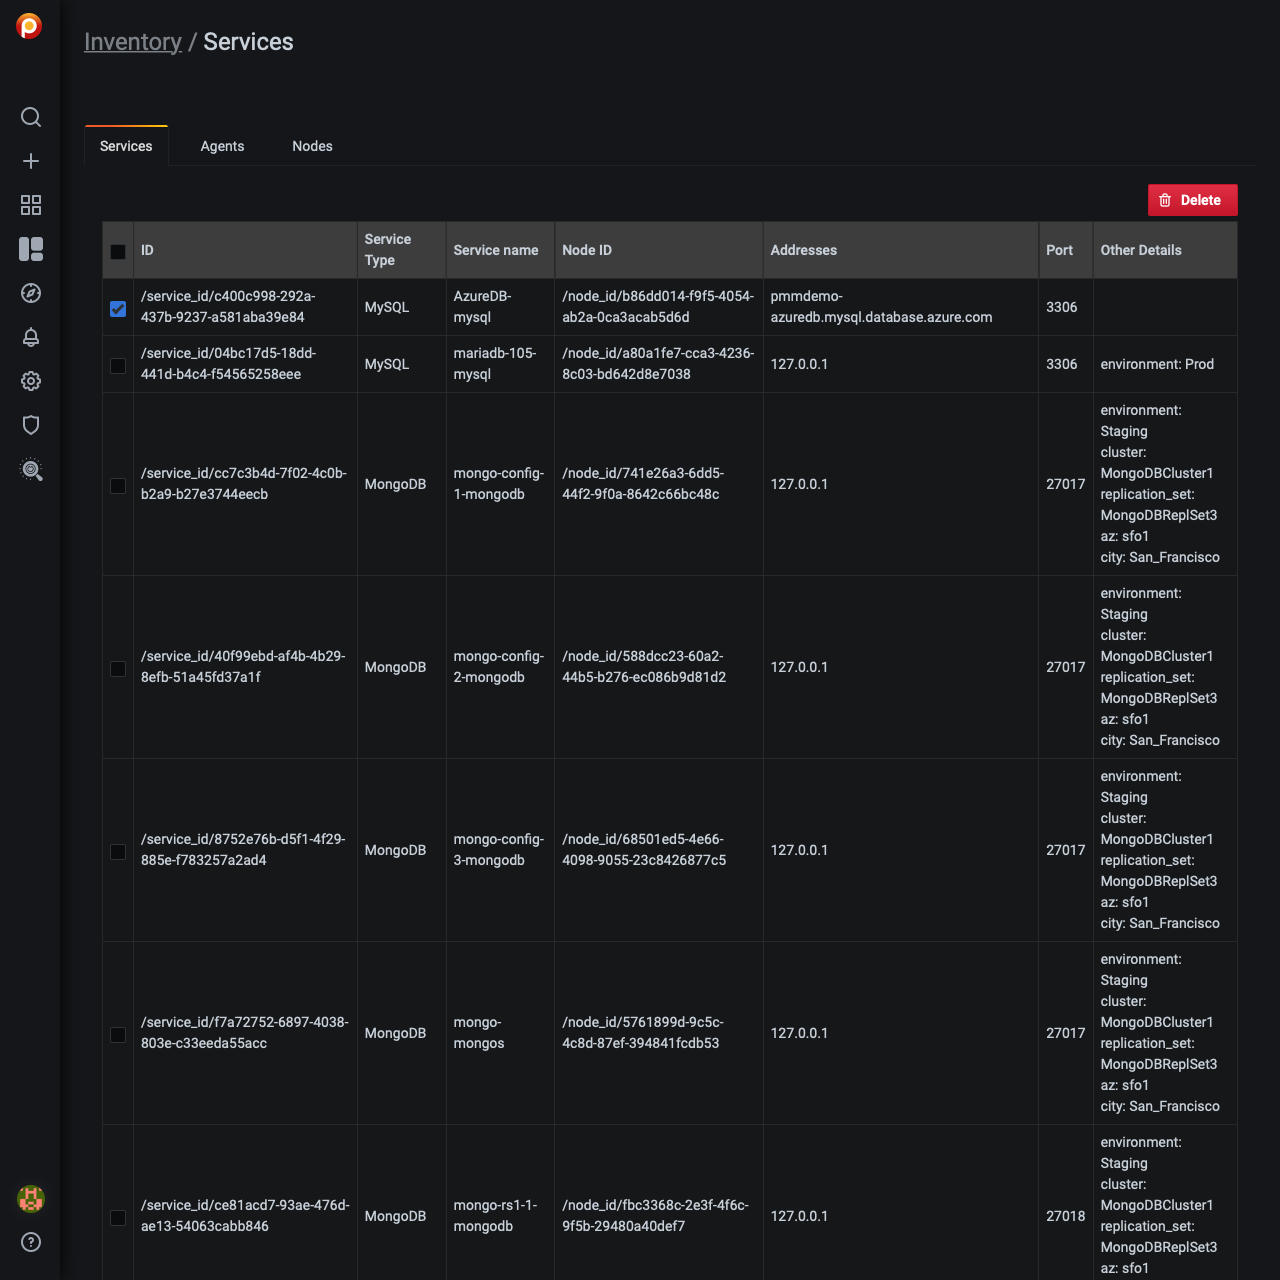 Inventory / Services
Services
Agents
Nodes
Delete
ID
Service
Type
Service name
Node ID
Addresses
Port
Other Details
/service_id/c400c998-292a-
437b-9237-a581aba39e84
MySQL
AzureDB-
mysql
/node_id/b86dd014-f9f5-4054-
ab2a-0ca3acab5d6d
pmmdemo-
azuredb.mysql.database.azure.com
3306
/service_id/04bc17d5-18dd-
441d-b4c4-f54565258eee
MySQL
mariadb-105-
mysql
/node_id/a80a1fe7-cca3-4236-
8c03-bd642d8e7038
127.0.0.1
3306
environment: Prod
/service_id/cc7c3b4d-7f02-4c0b-
b2a9-b27e3744eecb
MongoDB
mongo-config-
1-mongodb
/node_id/741e26a3-6dd5-
44f2-9f0a-8642c66bc48c
127.0.0.1
27017
environment:
Staging
cluster:
MongoDBCluster1
replication_set:
MongoDBReplSet3
az: sfo1
city: San_Francisco
/service_id/40f99ebd-af4b-4b29-
8efb-51a45fd37a1f
MongoDB
mongo-config-
2-mongodb
/node_id/588dcc23-60a2-
44b5-b276-ec086b9d81d2
127.0.0.1
27017
environment:
Staging
cluster:
MongoDBCluster1
replication_set:
MongoDBReplSet3
az: sfo1
city: San_Francisco
/service_id/8752e76b-d5f1-4f29-
885e-f783257a2ad4
MongoDB
mongo-config-
3-mongodb
/node_id/68501ed5-4e66-
4098-9055-23c8426877c5
127.0.0.1
27017
environment:
Staging
cluster:
MongoDBCluster1
replication_set:
MongoDBReplSet3
az: sfo1
city: San_Francisco
/service_id/f7a72752-6897-4038-
803e-c33eeda55acc
MongoDB
mongo-
mongos
/node_id/5761899d-9c5c-
4c8d-87ef-394841fcdb53
127.0.0.1
27017
environment:
Staging
cluster:
MongoDBCluster1
replication_set:
MongoDBReplSet3
az: sfo1
city: San_Francisco
/service_id/ce81acd7-93ae-476d-
ae13-54063cabb846
MongoDB
mongo-rs1-1-
mongodb
/node_id/fbc3368c-2e3f-4f6c-
9f5b-29480a40def7
127.0.0.1
27018
environment:
Staging
cluster:
MongoDBCluster1
replication_set:
MongoDBReplSet3
az: sfo1